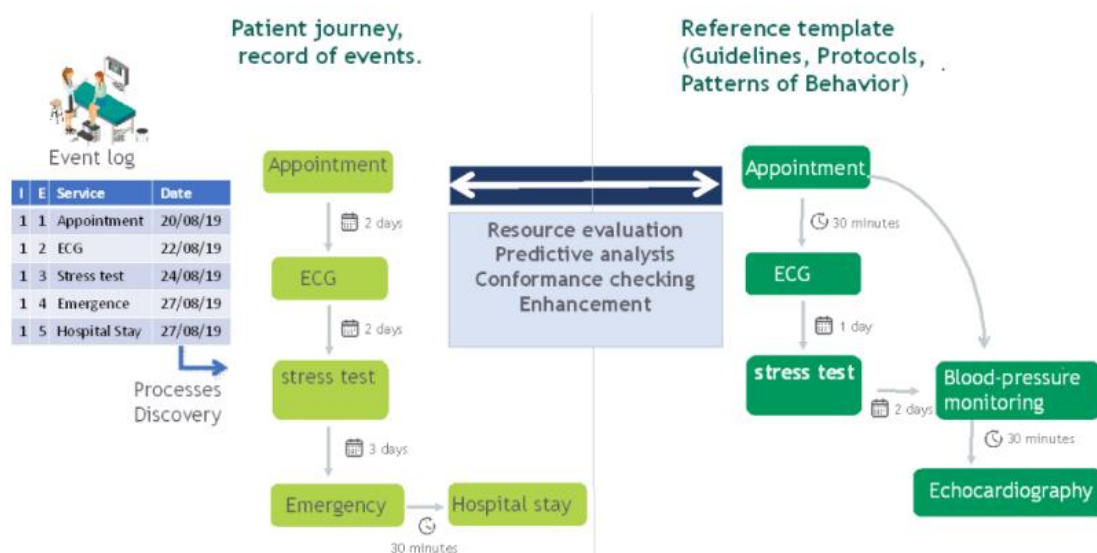 Patient journey,
record of events.
Reference template
(Guidelines, Protocols,
Patterns of Behavior)
Event log
I E Service Date
1 1 Appointment 20/08/19
1 2 ECG 22/08/19
1 3 Stress test 24/08/19
1 4 Emergence 27/08/19
1 5 Hospital Stay 27/08/19
Processes
Discovery
Appointment
2 days
ECG
2 days
stress test
3 days
Emergency
30 minutes
Hospital stay
Resource evaluation
Predictive analysis
Conformance checking
Enhancement
Appointment
30 minutes
ECG
1 day
stress test
2 days
Blood-pressure
monitoring
30 minutes
Echocardiography